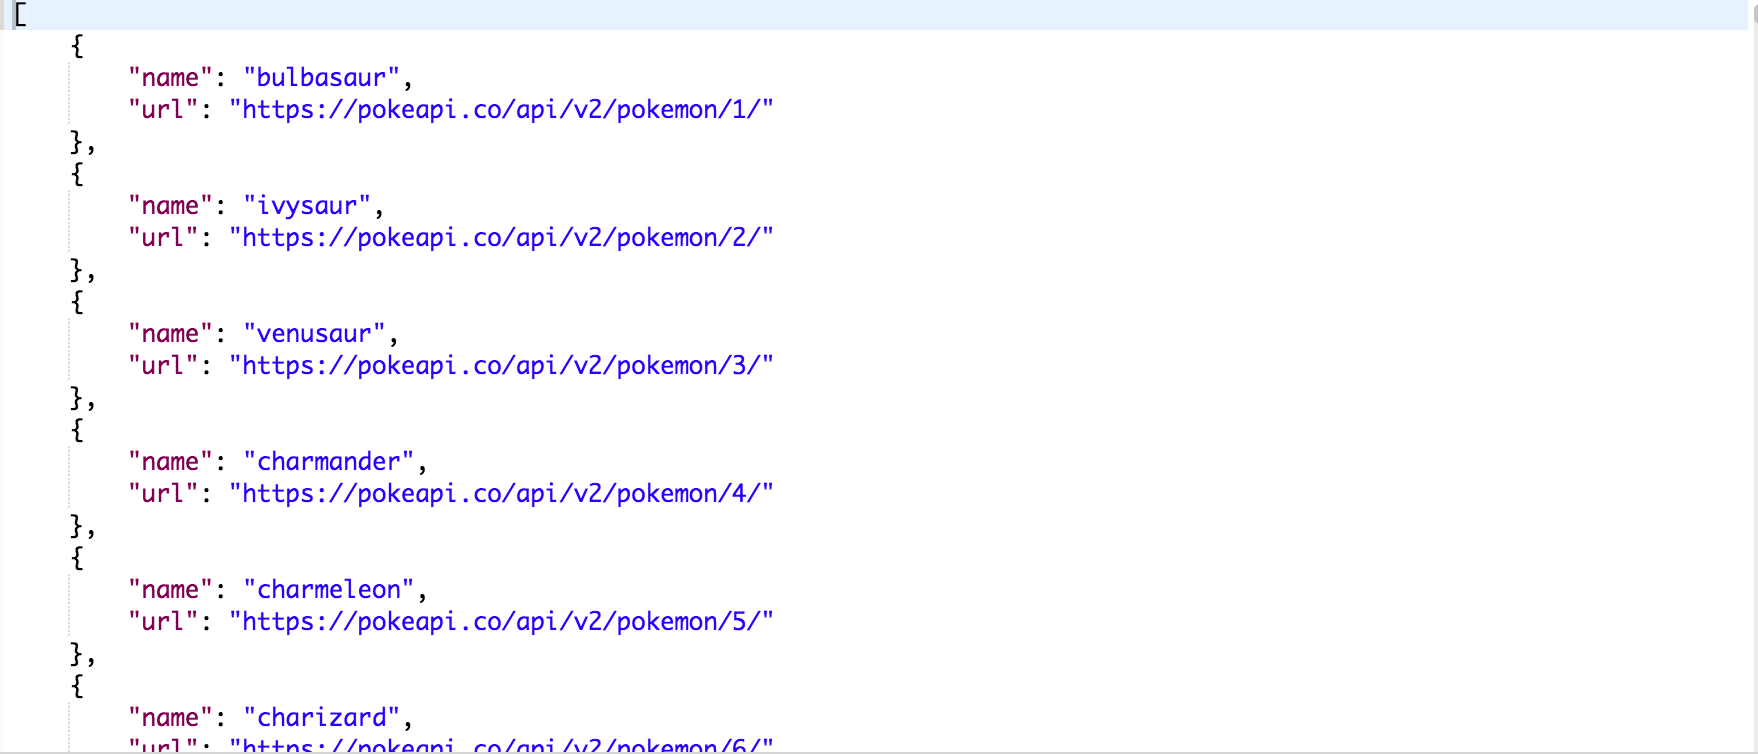 [
    {
        "name": "bulbasaur",
        "url": "https://pokeapi.co/api/v2/pokemon/1/"
    },
    {
        "name": "ivysaur",
        "url": "https://pokeapi.co/api/v2/pokemon/2/"
    },
    {
        "name": "venusaur",
        "url": "https://pokeapi.co/api/v2/pokemon/3/"
    },
    {
        "name": "charmander",
        "url": "https://pokeapi.co/api/v2/pokemon/4/"
    },
    {
        "name": "charmeleon",
        "url": "https://pokeapi.co/api/v2/pokemon/5/"
    },
    {
        "name": "charizard",
        "url": "https://pokeapi.co/api/v2/pokemon/6/"